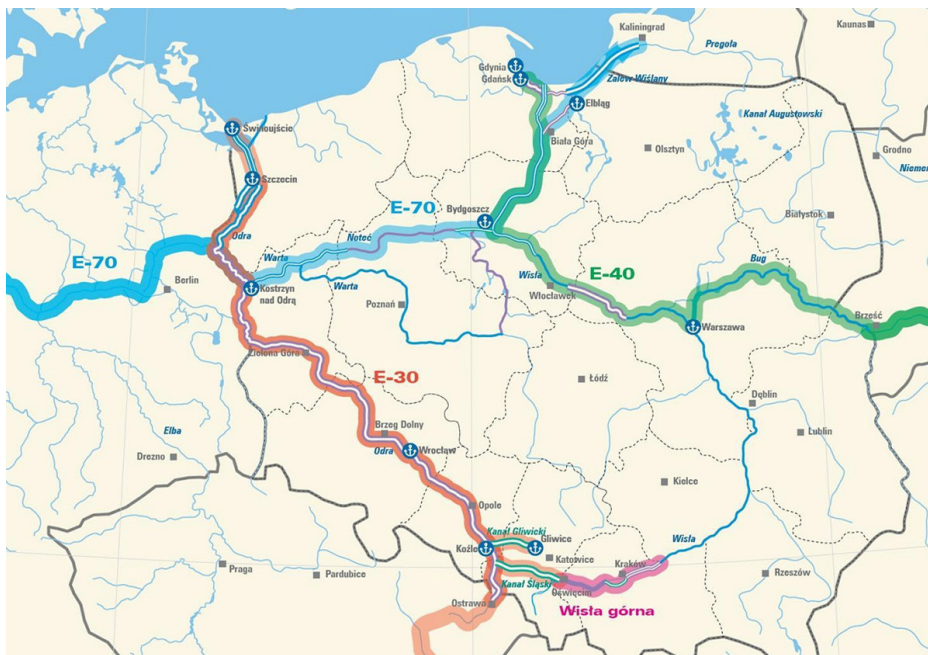 Kaunas
Kaliningrad
Pregoła
Gdynia
Gdańsk
Zalew Wiślany
Elbląg
Kanał Augustowski
Świnoujście
Biała Góra
Olsztyn
Grodno
Niemen
Szczecin
E-70
Bydgoszcz
Białystok
Odra
Noteć
Warta
E-70
Wisła
E-40
Bug
Berlin
Kostrzyn
nad Odrą
Warta
Poznań
Włocławek
Warszawa
Brześć
Zielona Góra
E-30
Łódź
Dęblin
Brzeg Dolny
Elba
Odra
Wrocław
Lublin
Drezno
Kielce
Opole
Kanał Gliwicki
Koźle
Gliwice
Wisła
Katowice
Praga
Pardubice
Kanał Śląski
Oświęcim
Kraków
Rzeszów
Ostrawa
Wisła górna